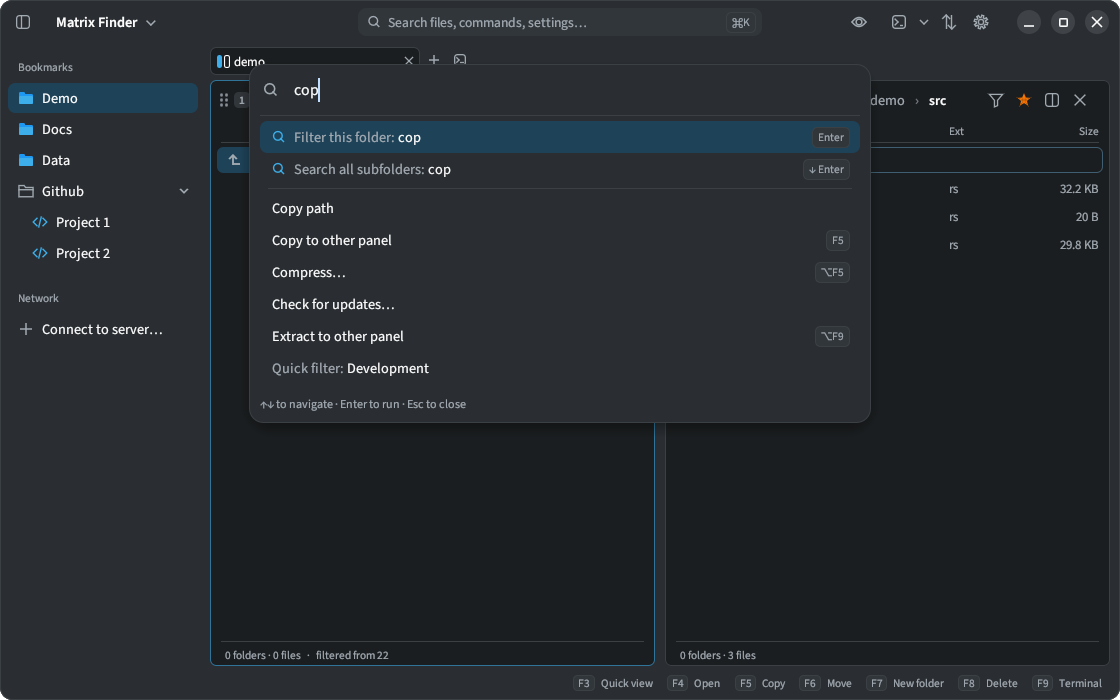 Matrix Finder
Search files, commands, settings… ⌘K
Bookmarks
Demo
Docs
Data
Github
Project 1
Project 2
Network
Connect to server…
demo
1
cop
Filter this folder: cop Enter
Search all subfolders: cop ↓ Enter
Copy path
Copy to other panel F5
Compress… ⌥F5
Check for updates…
Extract to other panel ⌥F9
Quick filter: Development
↑↓ to navigate · Enter to run · Esc to close
demo › src
Ext Size
rs 32.2 KB
rs 20 B
rs 29.8 KB
0 folders · 0 files · filtered from 22
0 folders · 3 files
F3 Quick view F4 Open F5 Copy F6 Move F7 New folder F8 Delete F9 Terminal